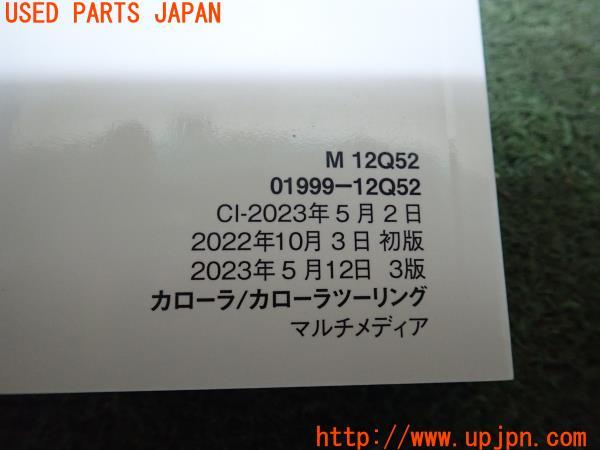 USED PARTS JAPAN
M 12Q52
01999-12Q52
CI-2023年5月2日
2022年10月3日 初版
2023年5月12日 3版
カローラ/カローラツーリング
マルチメディア
http://www.upjpn.com